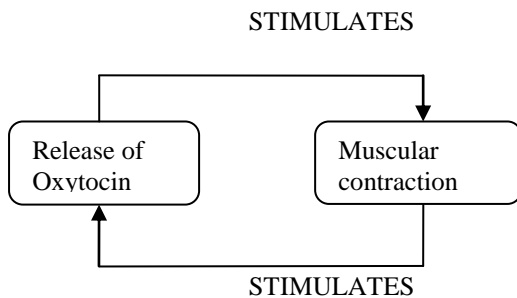 STIMULATES
Release of
Oxytocin
Muscular
contraction
STIMULATES